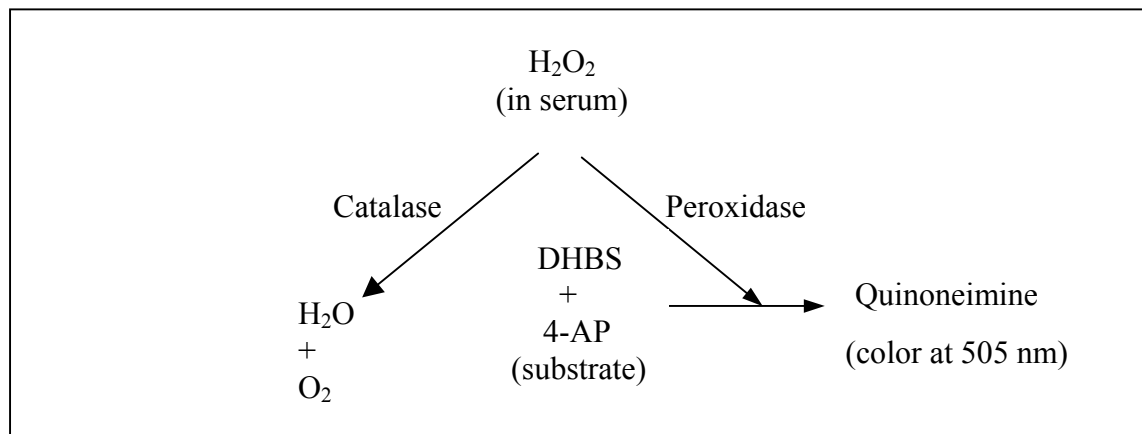 H₂O₂
(in serum)
Catalase
Peroxidase
DHBS
+
4-AP
(substrate)
H₂O
+
O₂
Quinoneimine
(color at 505 nm)